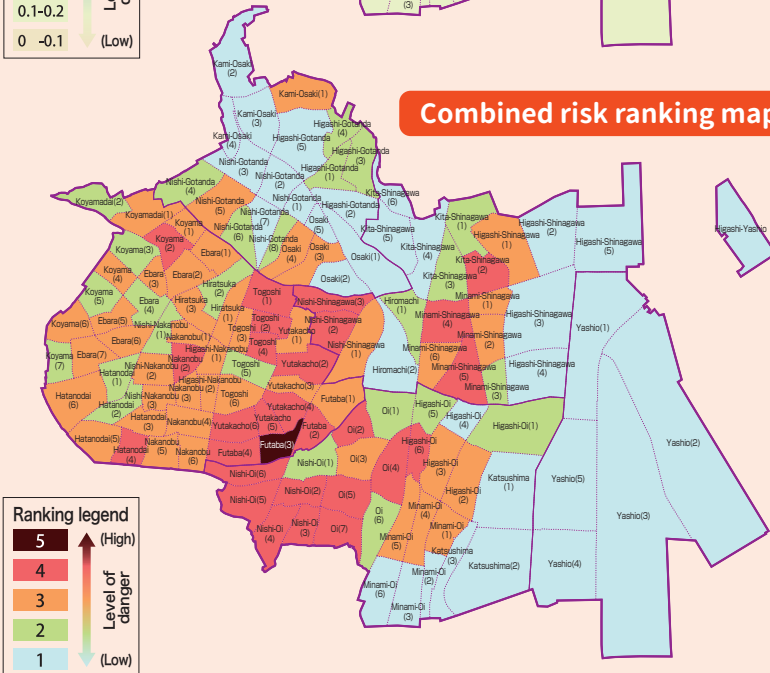 0.1-0.2
0 -0.1
(Low)
(3)
Combined risk ranking map
Kami-Osaki
(2)
Kami-Osaki(1)
Kami-Osaki
(3)
Kami-Osaki
(4)
Higashi-Gotanda
(4)
Higashi-Gotanda
(5)
Higashi-Gotanda
(3)
Nishi-Gotanda
(3)
Higashi-Gotanda
(1)
Nishi-Gotanda
(2)
Nishi-Gotanda
(4)
Kita-Shinagawa
(6)
Koyamadai(2)
Nishi-Gotanda
(5)
Nishi-Gotanda
(1)
Higashi-Gotanda
(2)
Koyamadai(1)
Nishi-Gotanda
(7)
Osaki
(5)
Kita-Shinagawa
(1)
Higashi-Shinagawa
(2)
Higashi-Yashio
Koyama
(1)
Nishi-Gotanda
(6)
Kita-Shinagawa
(5)
Higashi-Shinagawa
(1)
Higashi-Shinagawa
(5)
Koyama
(2)
Nishi-Gotanda
(8)
Osaki
(4)
Osaki
(3)
Kita-Shinagawa
(4)
Koyama(3)
Ebara(1)
Osaki(1)
Kita-Shinagawa
(2)
Koyama
(4)
Ebara
(3)
Ebara(2)
Osaki(2)
Kita-Shinagawa
(3)
Koyama
(5)
Hiratsuka
(2)
Togoshi
(1)
Minami-Shinagawa
(1)
Ebara
(4)
Hiratsuka
(3)
Nishi-Shinagawa(3)
Hiromachi
(1)
Hiratsuka
(1)
Minami-Shinagawa
(4)
Higashi-Shinagawa
(3)
Koyama(6)
Ebara(5)
Nishi-Nakanobu
(1)
Togoshi
(2)
Nishi-Shinagawa
(2)
Yashio(1)
Togoshi
(3)
Yutakacho
(1)
Minami-Shinagawa
(2)
Ebara(6)
Nakanobu(1)
Togoshi
(4)
Nishi-Shinagawa
(1)
Minami-Shinagawa
(6)
Koyama
(7)
Ebara(7)
Higashi-Nakanobu
(1)
Nakanobu
(2)
Yutakacho(2)
Hiromachi(2)
Minami-Shinagawa
(5)
Higashi-Shinagawa
(4)
Nishi-Nakanobu
(2)
Togoshi
(5)
Hatanodai
(1)
Higashi-Nakanobu
(2)
Yutakacho(3)
Minami-Shinagawa
(3)
Nakanobu
(3)
Hatanodai
(6)
Nishi-Nakanobu
(3)
Togoshi
(6)
Futaba(1)
Hatanodai
(2)
Yutakacho(4)
Oi(1)
Higashi-Oi
(5)
Higashi-Oi
(4)
Hatanodai
(3)
Nakanobu(4)
Yutakacho
(5)
Yutakacho(6)
Futaba
(2)
Oi(2)
Higashi-Oi(1)
Hatanodai(5)
Nakanobu
(5)
Futaba(3)
Higashi-Oi
(6)
Yashio(2)
Hatanodai
(4)
Nakanobu
(6)
Futaba(4)
Nishi-Oi(1)
Oi(3)
Oi(4)
Higashi-Oi
(3)
Nishi-Oi(6)
Katsushima
(1)
Yashio(5)
Nishi-Oi(2)
Oi(5)
Higashi-Oi
(2)
Nishi-Oi(5)
Oi
(6)
Minami-Oi
(4)
Yashio(3)
Nishi-Oi
(4)
Nishi-Oi
(3)
Oi(7)
Minami-Oi
(1)
Minami-Oi
(5)
Katsushima
(3)
Katsushima(2)
Yashio(4)
Minami-Oi
(2)
Minami-Oi
(6)
Minami-Oi
(3)
Ranking legend
5
(High)
4
3
2
1
(Low)
Level of
danger